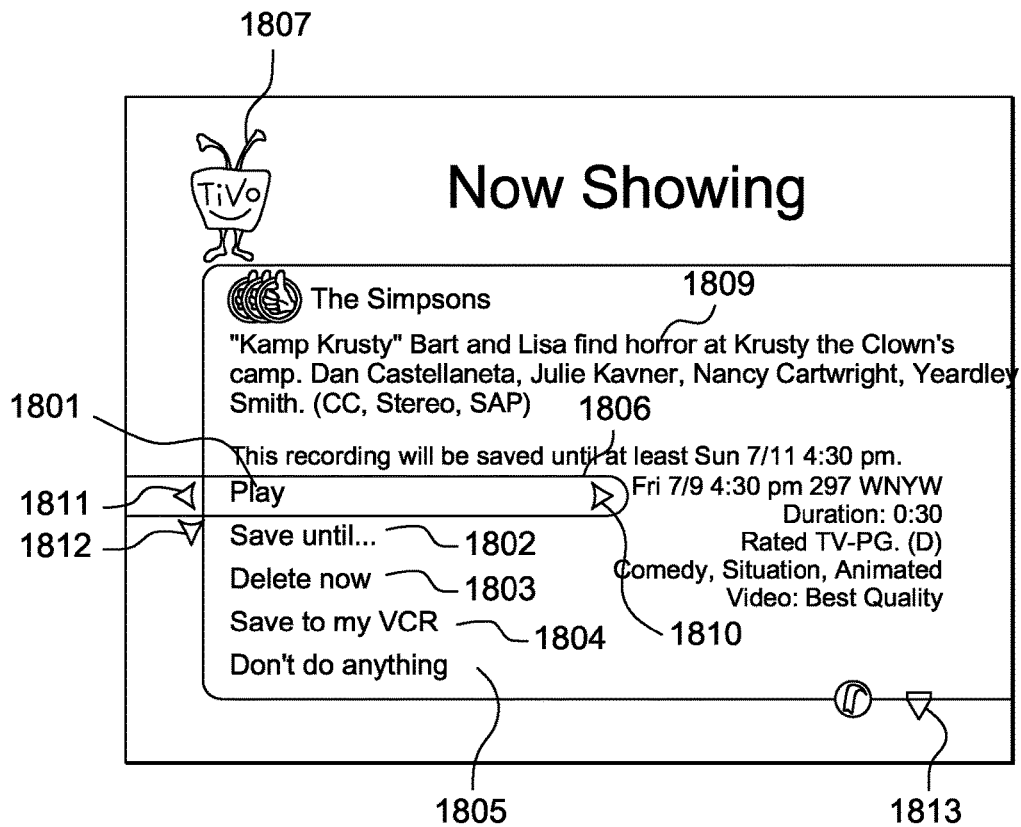 1807
TiVo
Now Showing
The Simpsons
1809
"Kamp Krusty" Bart and Lisa find horror at Krusty the Clown's
camp. Dan Castellaneta, Julie Kavner, Nancy Cartwright, Yeardley
Smith. (CC, Stereo, SAP)
1801
1806
This recording will be saved until at least Sun 7/11 4:30 pm.
1811
Play
Fri 7/9 4:30 pm 297 WNYW
Duration: 0:30
1812
Save until...
1802
Rated TV-PG. (D)
Delete now
1803
Comedy, Situation, Animated
Video: Best Quality
Save to my VCR
1804
1810
Don't do anything
1805
1813